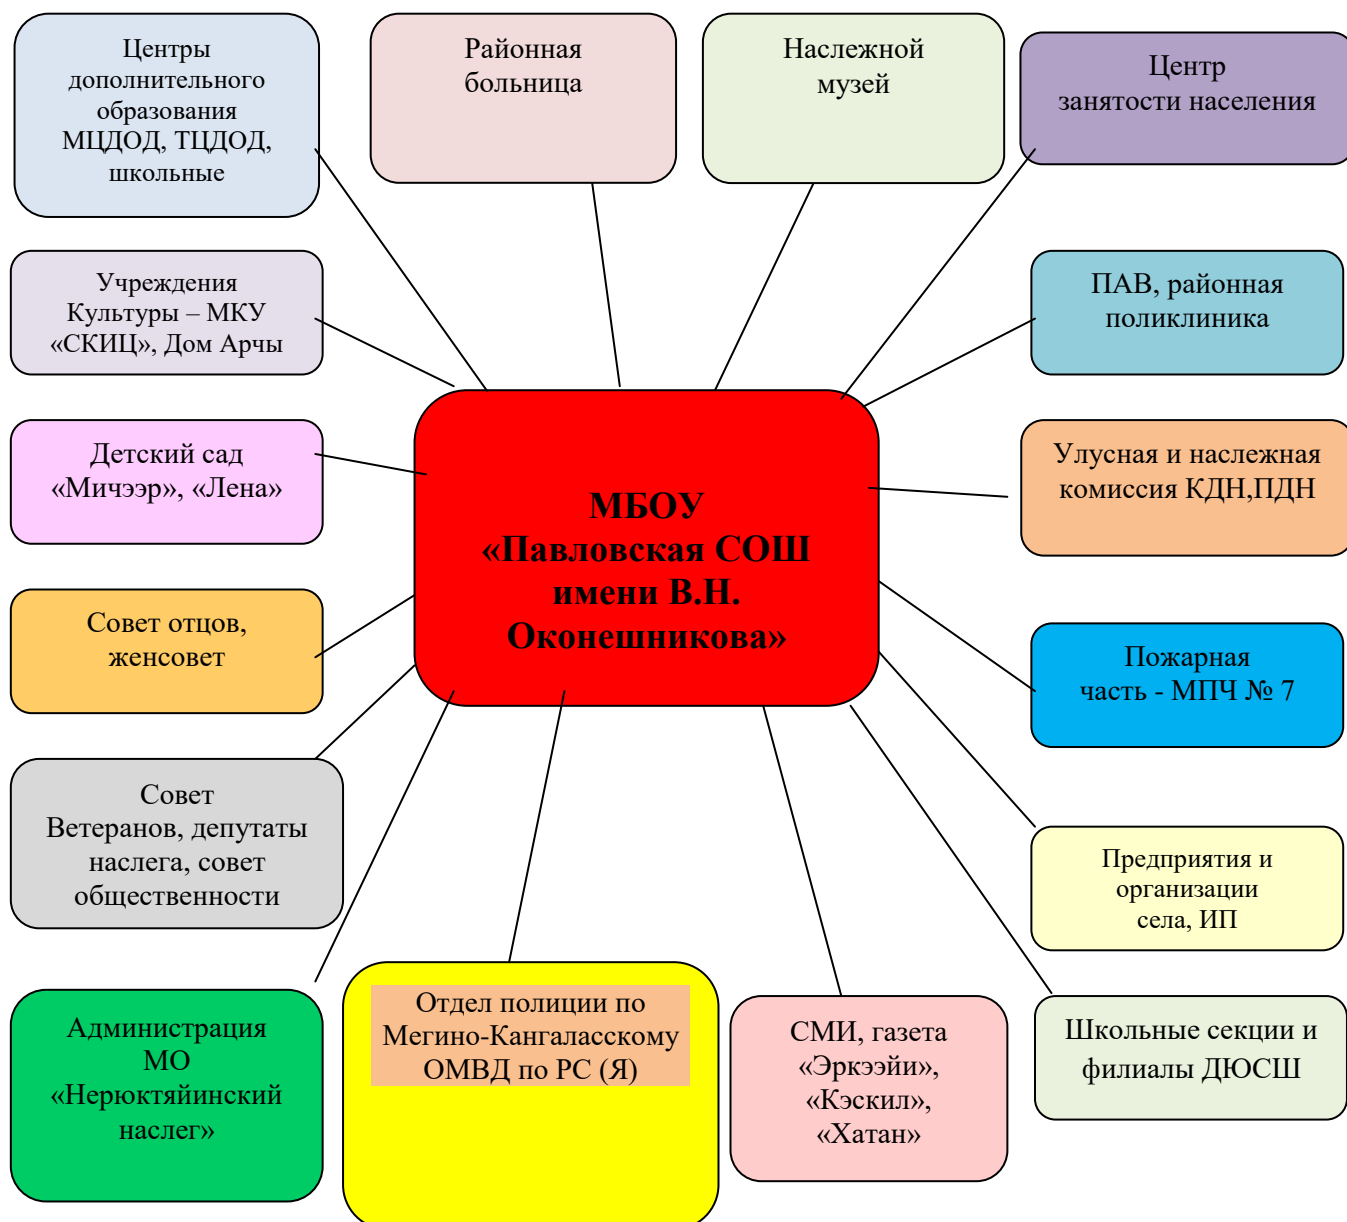 Центры
дополнительного
образования
МЦДОД, ТЦДОД,
школьные
Районная
больница
Наслежной
музей
Центр
занятости населения
Учреждения
Культуры – МКУ
«СКИЦ», Дом Арчы
ПАВ, районная
поликлиника
Детский сад
«Мичээр», «Лена»
МБОУ
«Павловская СОШ
имени В.Н.
Оконешникова»
Улусная и наслежная
комиссия КДН,ПДН
Совет отцов,
женсовет
Пожарная
часть - МПЧ № 7
Совет
Ветеранов, депутаты
наслега, совет
общественности
Предприятия и
организации
села, ИП
Администрация
МО
«Нерюктяйинский
наслег»
Отдел полиции по
Мегино-Кангаласскому
ОМВД по РС (Я)
СМИ, газета
«Эркээйи»,
«Кэскил»,
«Хатан»
Школьные секции и
филиалы ДЮСШ